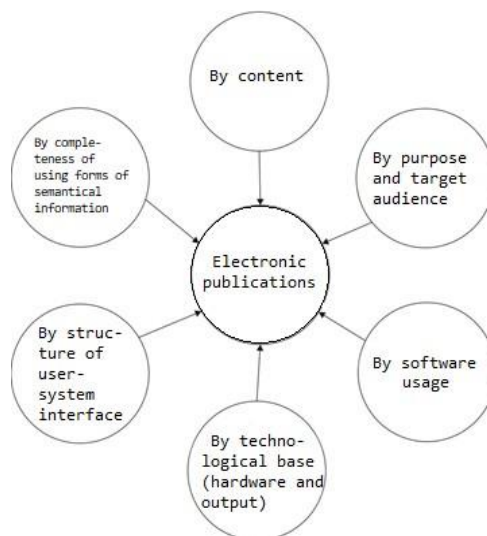 By content
By comple-
teness of
using forms of
semantical
information
By purpose
and target
audience
Electronic
publications
By struc-
ture of
user-
system
interface
By software
usage
By techno-
logical base
(hardware and
output)